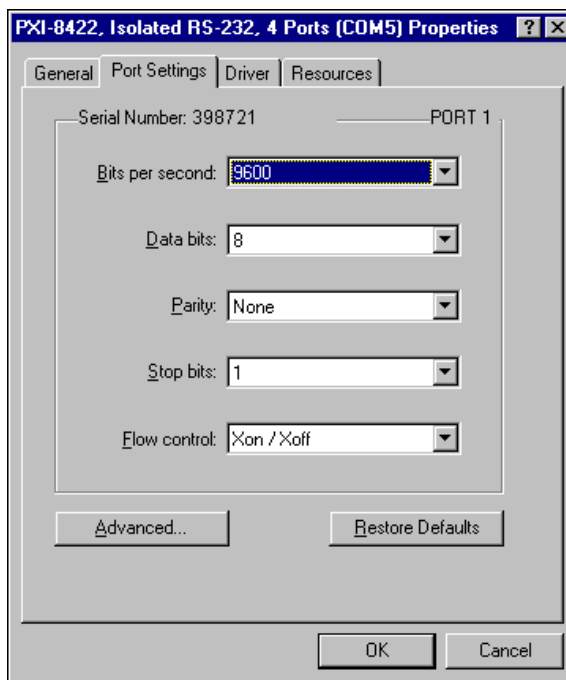 PXI-8422, Isolated RS-232, 4 Ports (COM5) Properties ? X
General Port Settings Driver Resources
Serial Number: 398721 PORT 1
Bits per second: 9600
Data bits: 8
Parity: None
Stop bits: 1
Flow control: Xon / Xoff
Advanced... Restore Defaults
OK Cancel